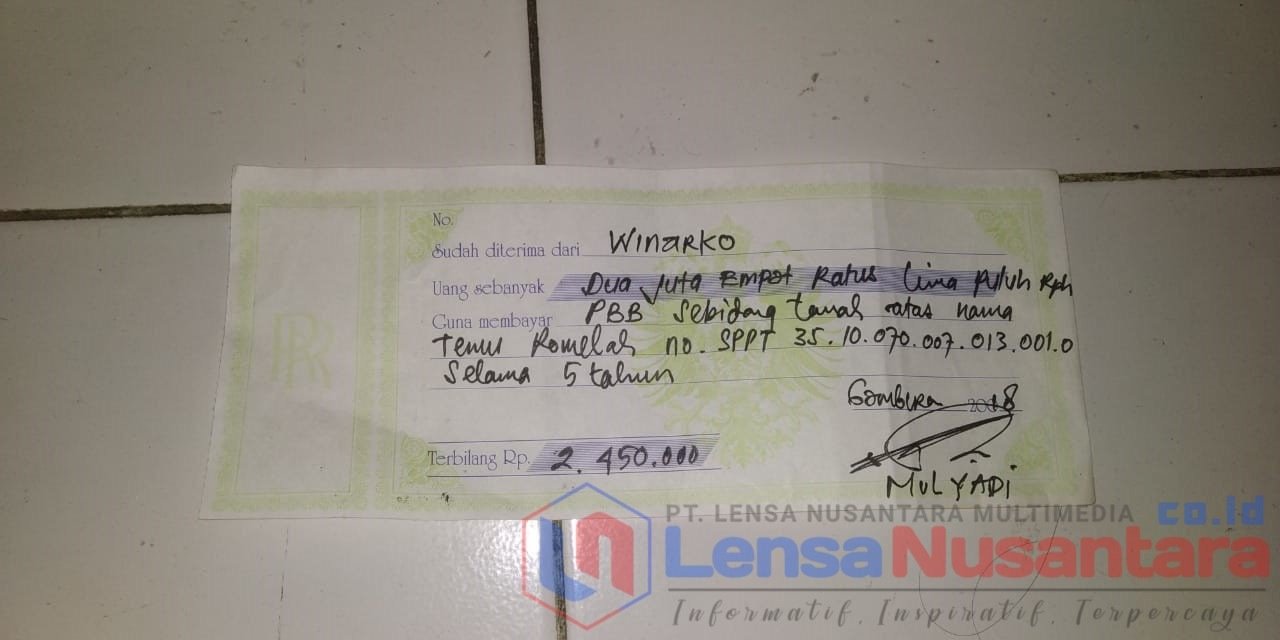 No.
Sudah diterima dari WINARKO
Uang sebanyak Dua Juta Empat Ratus Lima Puluh Rph
Guna membayar PBB Sebidang tanah atas nama
Temu Romelah no. SPPT 35.10.070.007.013.001.0
Selama 5 tahun
2018
Terbilang Rp. 2.450.000
MULYADI
PT. LENSA NUSANTARA MULTIMEDIA co.id
LensaNusantara
Informatif, Inspiratif, Terpercaya